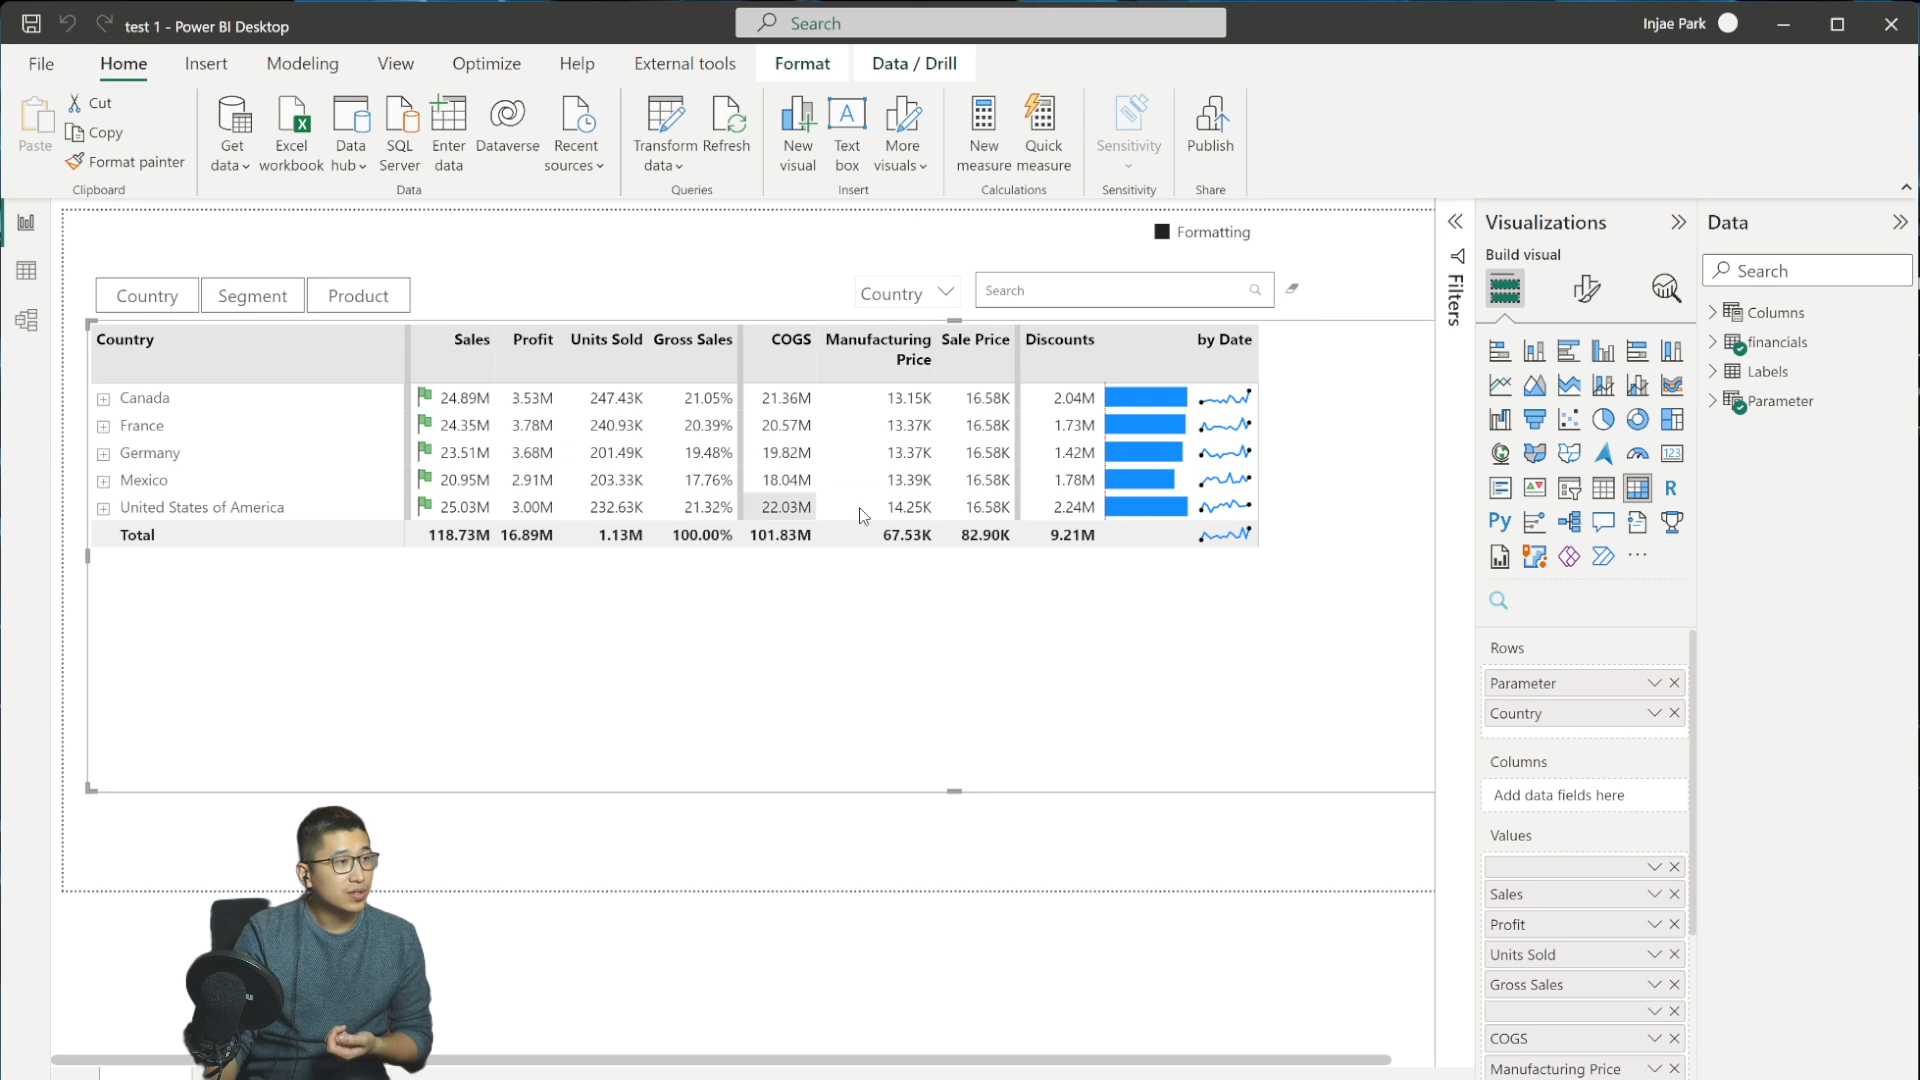 test 1 - Power BI Desktop
Search
Injae Park
File
Home
Insert
Modeling
View
Optimize
Help
External tools
Format
Data / Drill
Paste
Cut
Copy
Format painter
Clipboard
Get
data
Excel
workbook
Data
hub
SQL
Server
Enter
data
Dataverse
Recent
sources
Data
Transform
data
Refresh
Queries
New
visual
A
Text
box
More
visuals
Insert
New
measure
Quick
measure
Calculations
Sensitivity
Sensitivity
Publish
Share
Formatting
Country
Segment
Product
Country
Search
Country Sales Profit Units Sold Gross Sales COGS Manufacturing Sale Price Discounts by Date
Price
Canada 24.89M 3.53M 247.43K 21.05% 21.36M 13.15K 16.58K 2.04M
France 24.35M 3.78M 240.93K 20.39% 20.57M 13.37K 16.58K 1.73M
Germany 23.51M 3.68M 201.49K 19.48% 19.82M 13.37K 16.58K 1.42M
Mexico 20.95M 2.91M 203.33K 17.76% 18.04M 13.39K 16.58K 1.78M
United States of America 25.03M 3.00M 232.63K 21.32% 22.03M 14.25K 16.58K 2.24M
Total 118.73M 16.89M 1.13M 100.00% 101.83M 67.53K 82.90K 9.21M
Filters
Visualizations
Build visual
123
R
Py
Rows
Parameter
Country
Columns
Add data fields here
Values
Sales
Profit
Units Sold
Gross Sales
COGS
Manufacturing Price
Data
Search
Columns
financials
Labels
Parameter